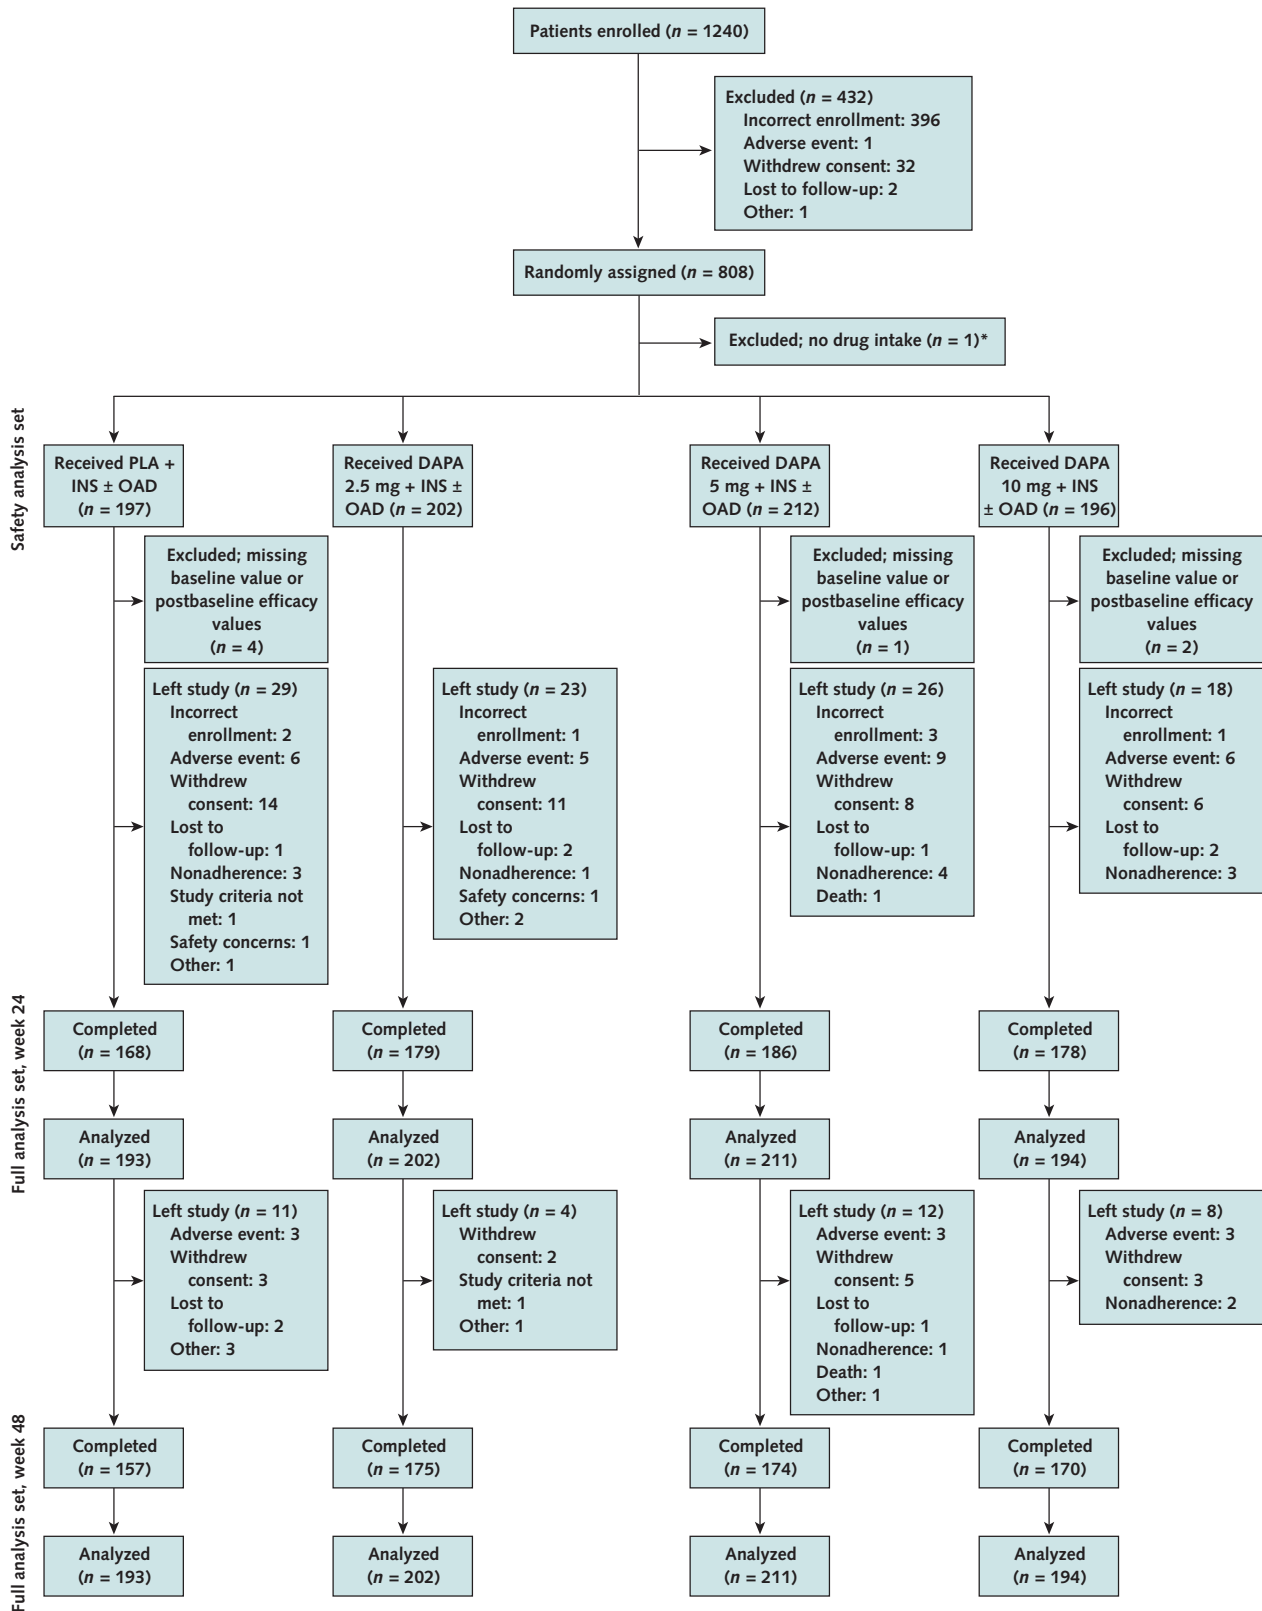 Patients enrolled (n = 1240)
Excluded (n = 432)
Incorrect enrollment: 396
Adverse event: 1
Withdrew consent: 32
Lost to follow-up: 2
Other: 1
Randomly assigned (n = 808)
Excluded; no drug intake (n = 1)*
Safety analysis set
Received PLA +
INS ± OAD
(n = 197)
Received DAPA
2.5 mg + INS ±
OAD (n = 202)
Received DAPA
5 mg + INS ±
OAD (n = 212)
Received DAPA
10 mg + INS
± OAD (n = 196)
Excluded; missing
baseline value or
postbaseline efficacy
values
(n = 4)
Excluded; missing
baseline value or
postbaseline efficacy
values
(n = 1)
Excluded; missing
baseline value or
postbaseline efficacy
values
(n = 2)
Left study (n = 29)
Incorrect
enrollment: 2
Adverse event: 6
Withdrew
consent: 14
Lost to
follow-up: 1
Nonadherence: 3
Study criteria not
met: 1
Safety concerns: 1
Other: 1
Left study (n = 23)
Incorrect
enrollment: 1
Adverse event: 5
Withdrew
consent: 11
Lost to
follow-up: 2
Nonadherence: 1
Safety concerns: 1
Other: 2
Left study (n = 26)
Incorrect
enrollment: 3
Adverse event: 9
Withdrew
consent: 8
Lost to
follow-up: 1
Nonadherence: 4
Death: 1
Left study (n = 18)
Incorrect
enrollment: 1
Adverse event: 6
Withdrew
consent: 6
Lost to
follow-up: 2
Nonadherence: 3
Full analysis set, week 24
Completed
(n = 168)
Completed
(n = 179)
Completed
(n = 186)
Completed
(n = 178)
Analyzed
(n = 193)
Analyzed
(n = 202)
Analyzed
(n = 211)
Analyzed
(n = 194)
Left study (n = 11)
Adverse event: 3
Withdrew
consent: 3
Lost to
follow-up: 2
Other: 3
Left study (n = 4)
Withdrew
consent: 2
Study criteria not
met: 1
Other: 1
Left study (n = 12)
Adverse event: 3
Withdrew
consent: 5
Lost to
follow-up: 1
Nonadherence: 1
Death: 1
Other: 1
Left study (n = 8)
Adverse event: 3
Withdrew
consent: 3
Nonadherence: 2
Full analysis set, week 48
Completed
(n = 157)
Completed
(n = 175)
Completed
(n = 174)
Completed
(n = 170)
Analyzed
(n = 193)
Analyzed
(n = 202)
Analyzed
(n = 211)
Analyzed
(n = 194)